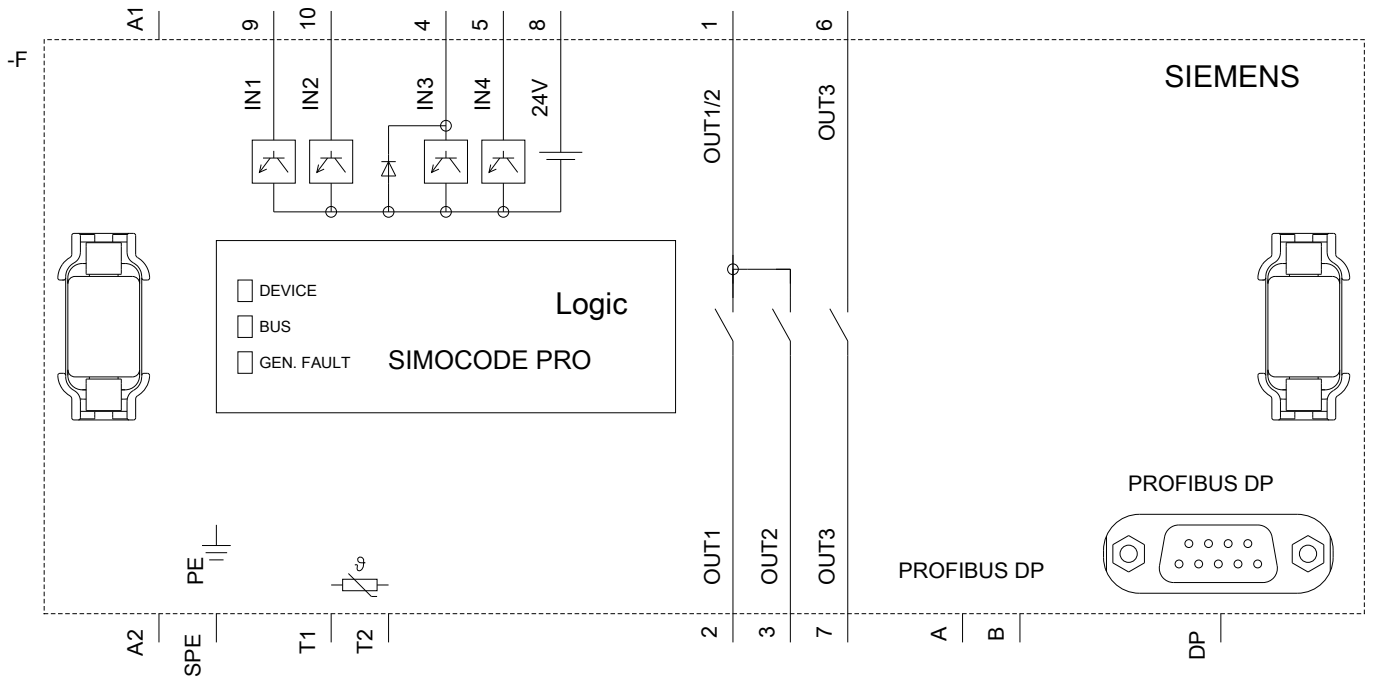 A1
9
10
4
5
8
1
6
-F
IN1
IN2
IN3
IN4
24V
OUT1/2
OUT3
SIEMENS
DEVICE
BUS
GEN. FAULT
Logic
SIMOCODE PRO
PROFIBUS DP
PE
ϑ
OUT1
OUT2
OUT3
PROFIBUS DP
A2
SPE
T1
T2
2
3
7
A
B
DP